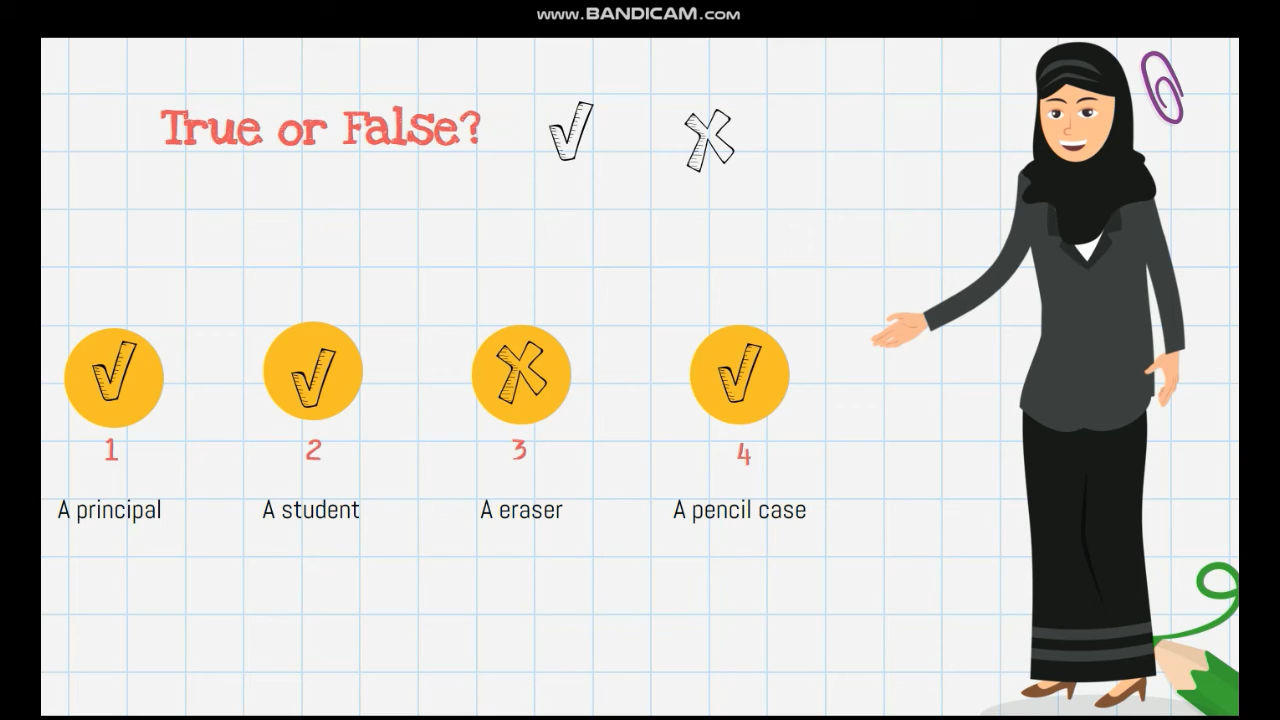 www.BANDICAM.com
True or False?
1
2
3
4
A principal
A student
A eraser
A pencil case